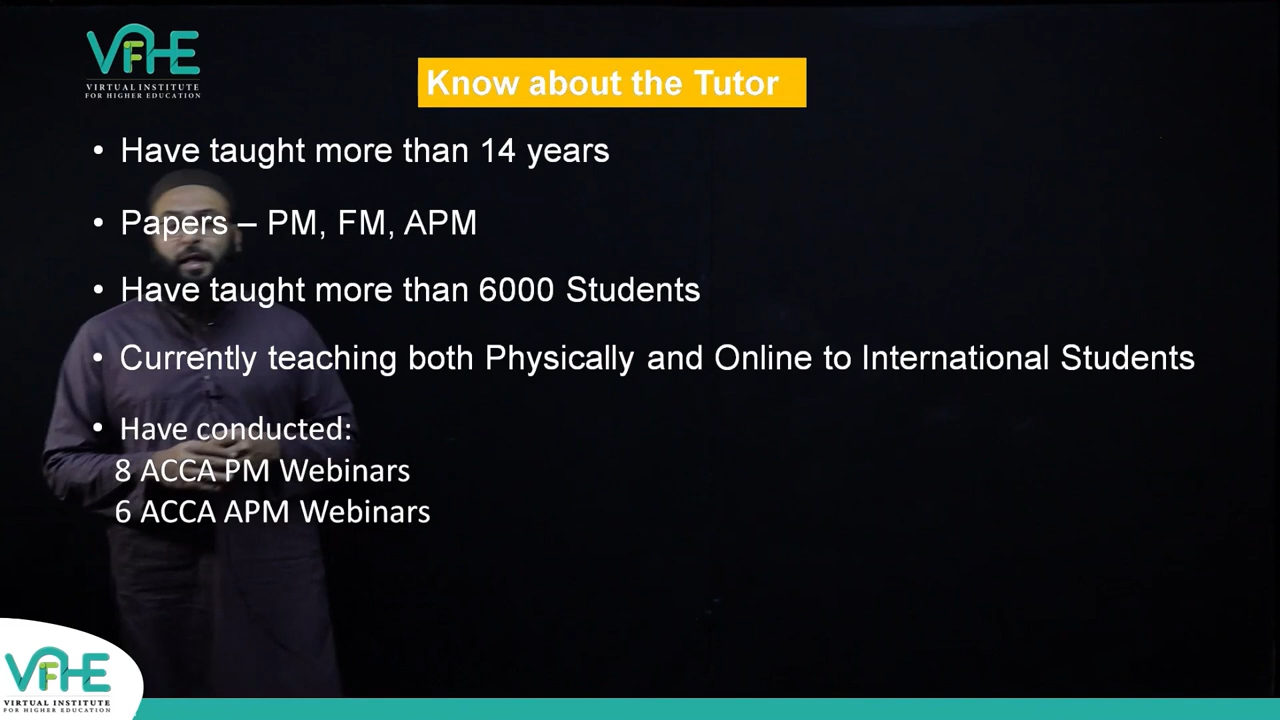 VIFHE
VIRTUAL INSTITUTE
FOR HIGHER EDUCATION
Know about the Tutor
• Have taught more than 14 years
• Papers – PM, FM, APM
• Have taught more than 6000 Students
• Currently teaching both Physically and Online to International Students
• Have conducted:
8 ACCA PM Webinars
6 ACCA APM Webinars
VIFHE
VIRTUAL INSTITUTE
FOR HIGHER EDUCATION